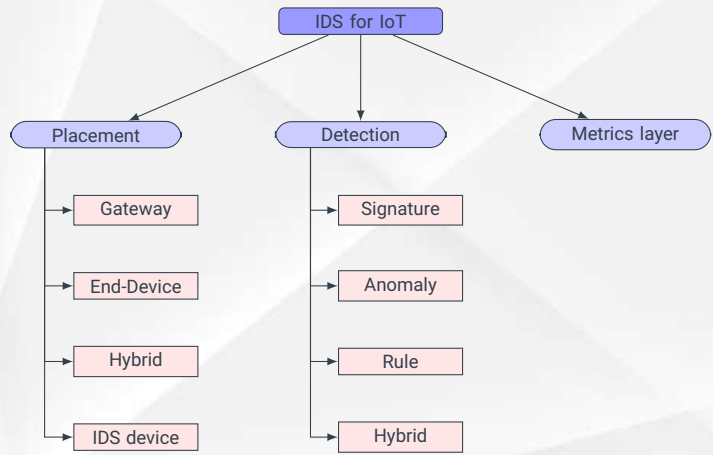 IDS for IoT
Placement
Detection
Metrics layer
Gateway
Signature
End-Device
Anomaly
Hybrid
Rule
IDS device
Hybrid